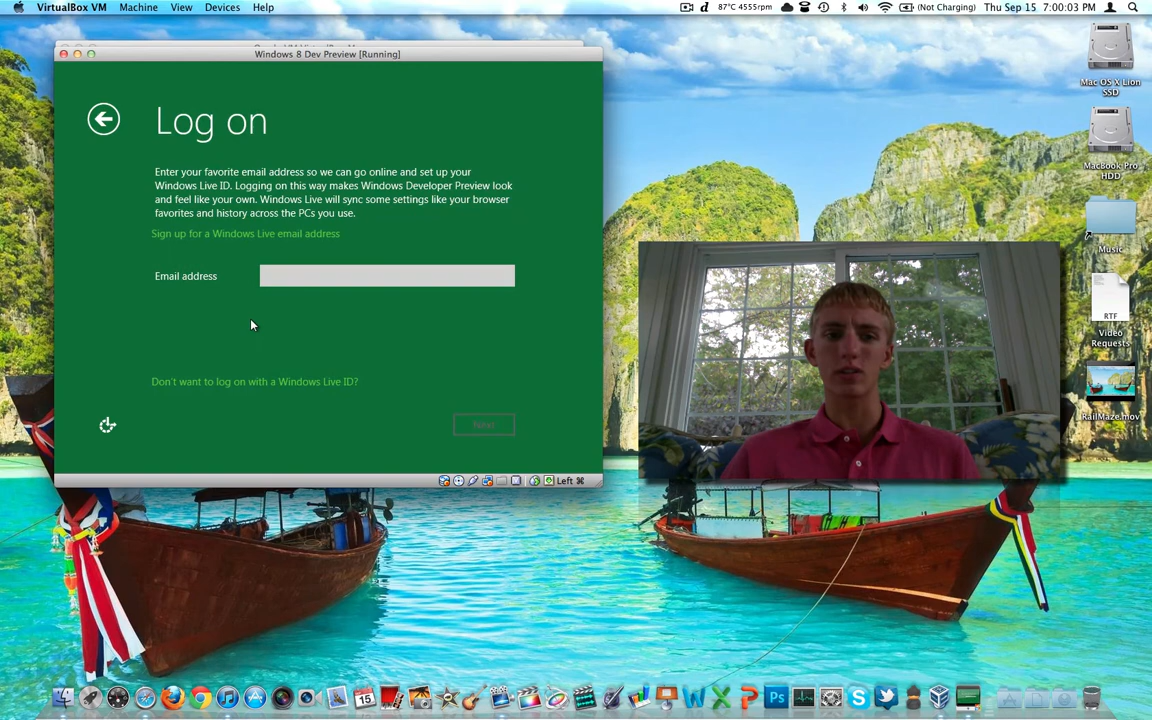 VirtualBox VM Machine View Devices Help
87°C 4555rpm (Not Charging) Thu Sep 15 7:00:03 PM
Windows 8 Dev Preview [Running]
Log on
Enter your favorite email address so we can go online and set up your
Windows Live ID. Logging on this way makes Windows Developer Preview look
and feel like your own. Windows Live will sync some settings like your browser
favorites and history across the PCs you use.
Sign up for a Windows Live email address
Email address
Don't want to log on with a Windows Live ID?
Next
Left ⌘
Mac OS X Lion
SSD
MacBook Pro
HDD
Music
RTF
Video
Requests
RailMaze.mov
15